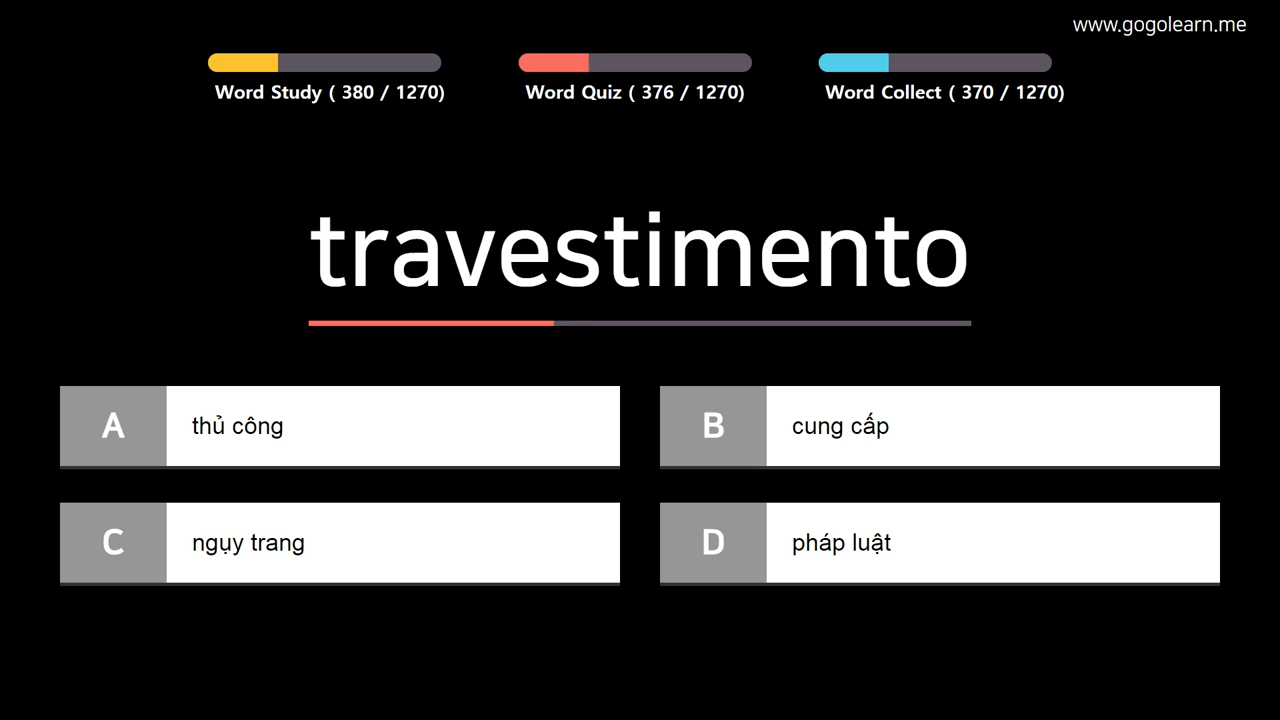 www.gogolearn.me
Word Study ( 380 / 1270)
Word Quiz ( 376 / 1270)
Word Collect ( 370 / 1270)
travestimento
A thủ công
B cung cấp
C ngụy trang
D pháp luật